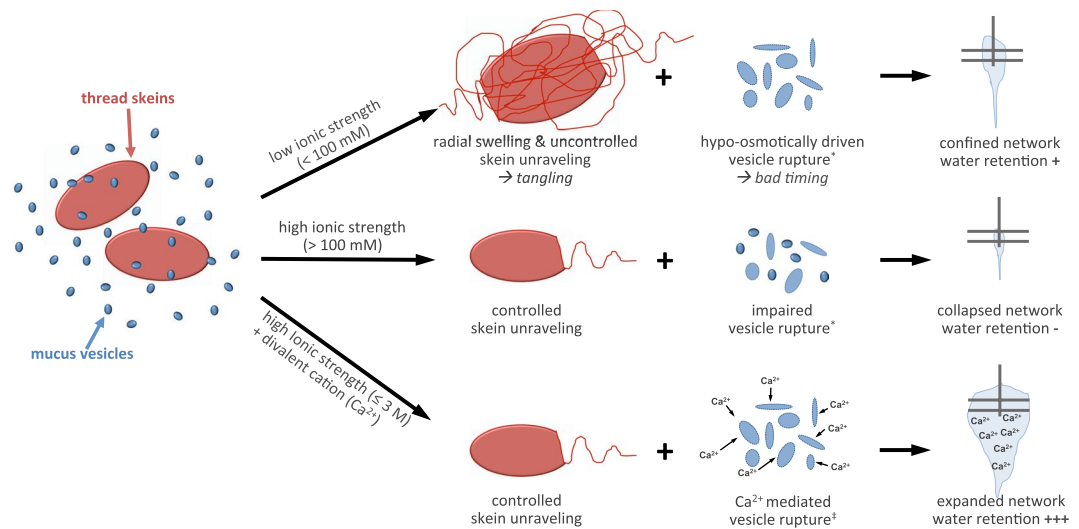 thread skeins
mucus vesicles
low ionic strength
(< 100 mM)
radial swelling & uncontrolled
skein unraveling
→ tangling
+
hypo-osmotically driven
vesicle rupture*
→ bad timing
confined network
water retention +
high ionic strength
(> 100 mM)
controlled
skein unraveling
+
impaired
vesicle rupture*
collapsed network
water retention -
high Ionic strength (≤ 3 M)
+ divalent cation (Ca²⁺)
controlled
skein unraveling
+
Ca²⁺
Ca²⁺
Ca²⁺
Ca²⁺
Ca²⁺
Ca²⁺
Ca²⁺
Ca²⁺ mediated
vesicle rupture‡
Ca²⁺ Ca²⁺
Ca²⁺ Ca²⁺
Ca²⁺ Ca²⁺
Ca²⁺
expanded network
water retention +++